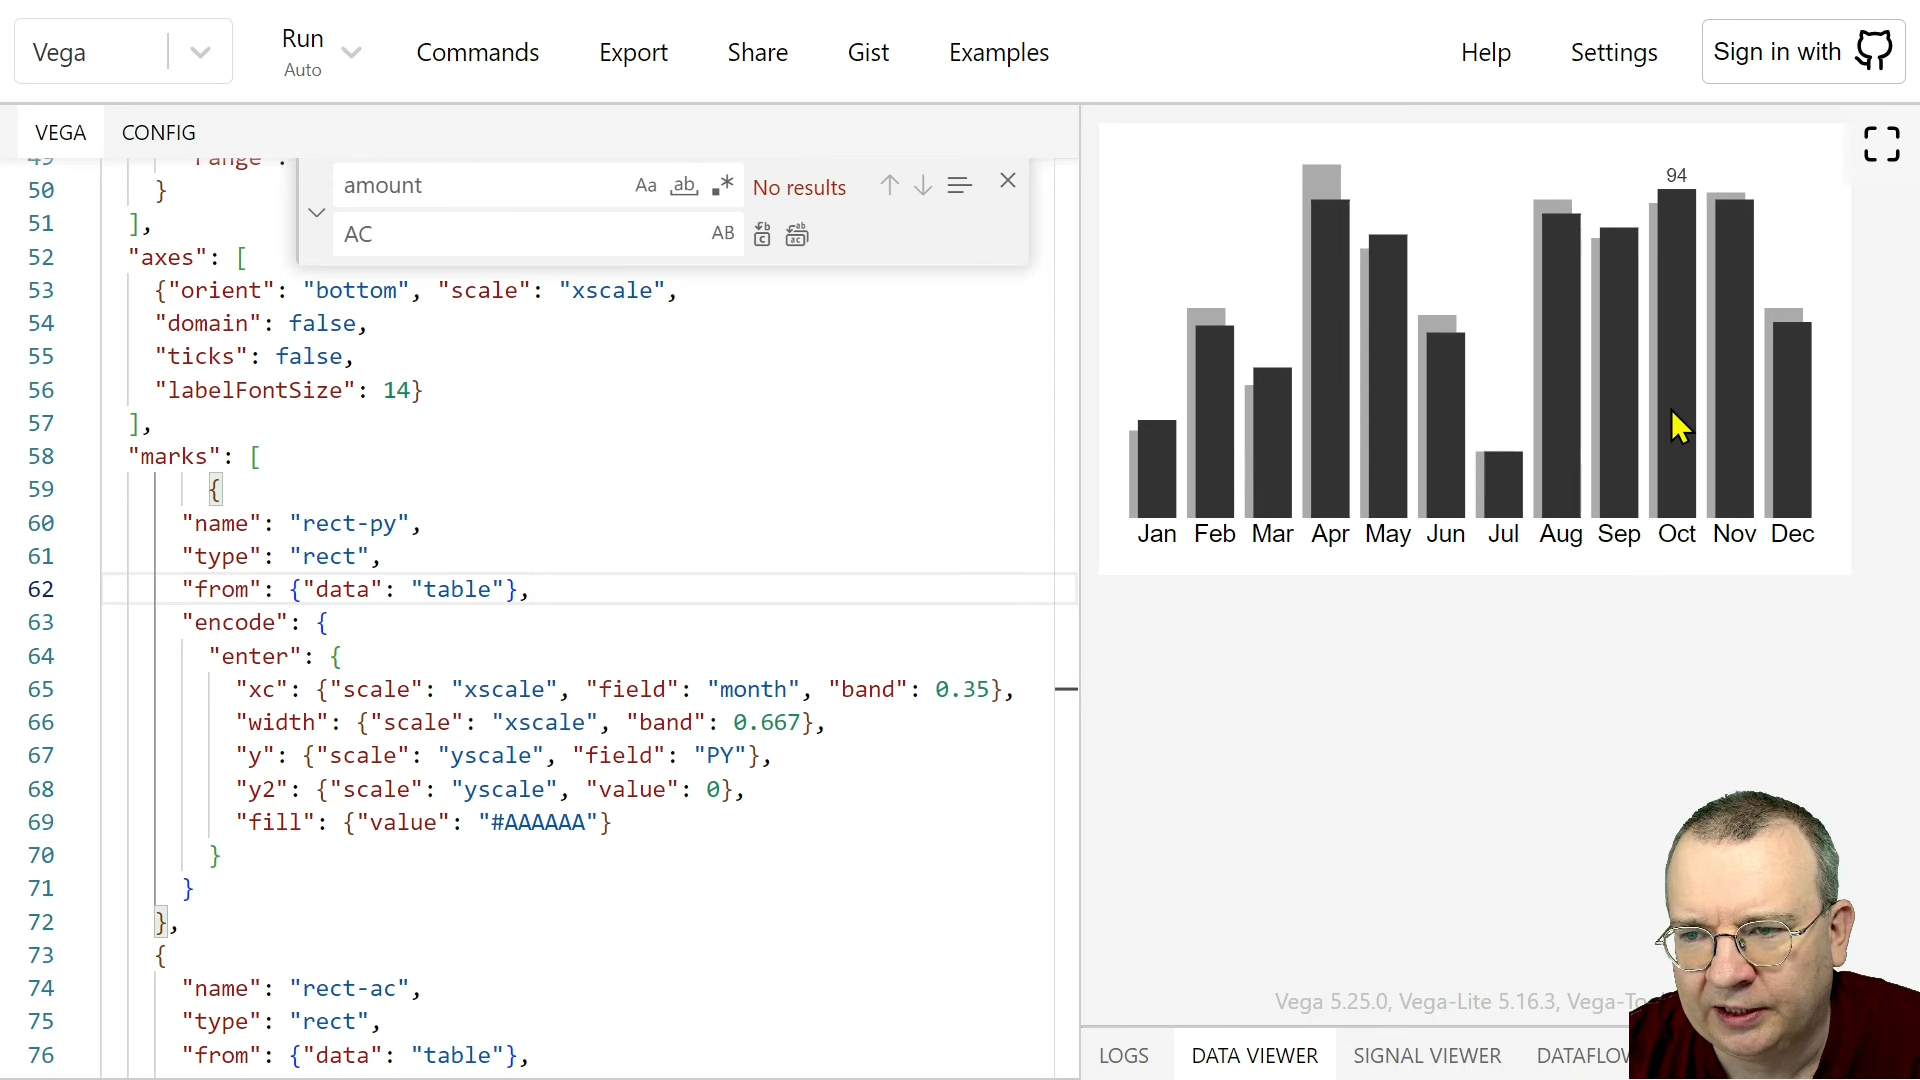 Vega
Run
Auto
Commands
Export
Share
Gist
Examples
Help
Settings
Sign in with
VEGA
CONFIG
amount
Aa
ab
No results
AC
AB
49 "range":
50 }
51 ],
52 "axes": [
53 {"orient": "bottom", "scale": "xscale",
54 "domain": false,
55 "ticks": false,
56 "labelFontSize": 14}
57 ],
58 "marks": [
59 {
60 "name": "rect-py",
61 "type": "rect",
62 "from": {"data": "table"},
63 "encode": {
64 "enter": {
65 "xc": {"scale": "xscale", "field": "month", "band": 0.35},
66 "width": {"scale": "xscale", "band": 0.667},
67 "y": {"scale": "yscale", "field": "PY"},
68 "y2": {"scale": "yscale", "value": 0},
69 "fill": {"value": "#AAAAAA"}
70 }
71 }
72 },
73 {
74 "name": "rect-ac",
75 "type": "rect",
76 "from": {"data": "table"},
94
Jan Feb Mar Apr May Jun Jul Aug Sep Oct Nov Dec
Vega 5.25.0, Vega-Lite 5.16.3, Vega-To
LOGS
DATA VIEWER
SIGNAL VIEWER
DATAFLOW